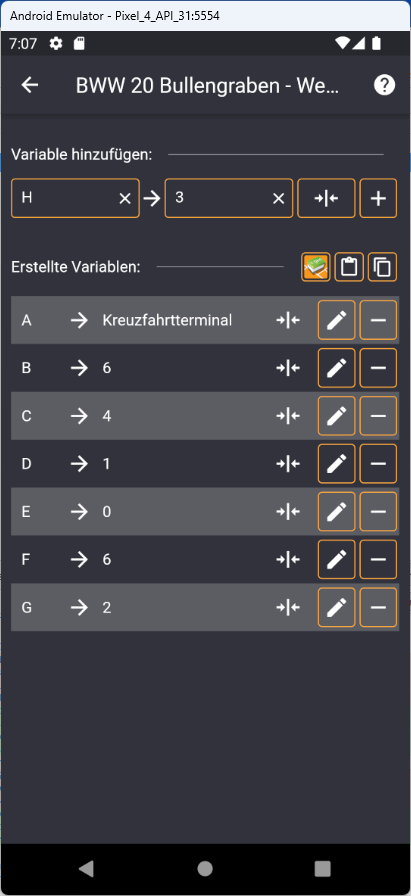 Android Emulator - Pixel_4_API_31:5554
7:07
BWW 20 Bullengraben - We...
Variable hinzufügen:
H 3
Erstellte Variablen:
A Kreuzfahrtterminal
B 6
C 4
D 1
E 0
F 6
G 2